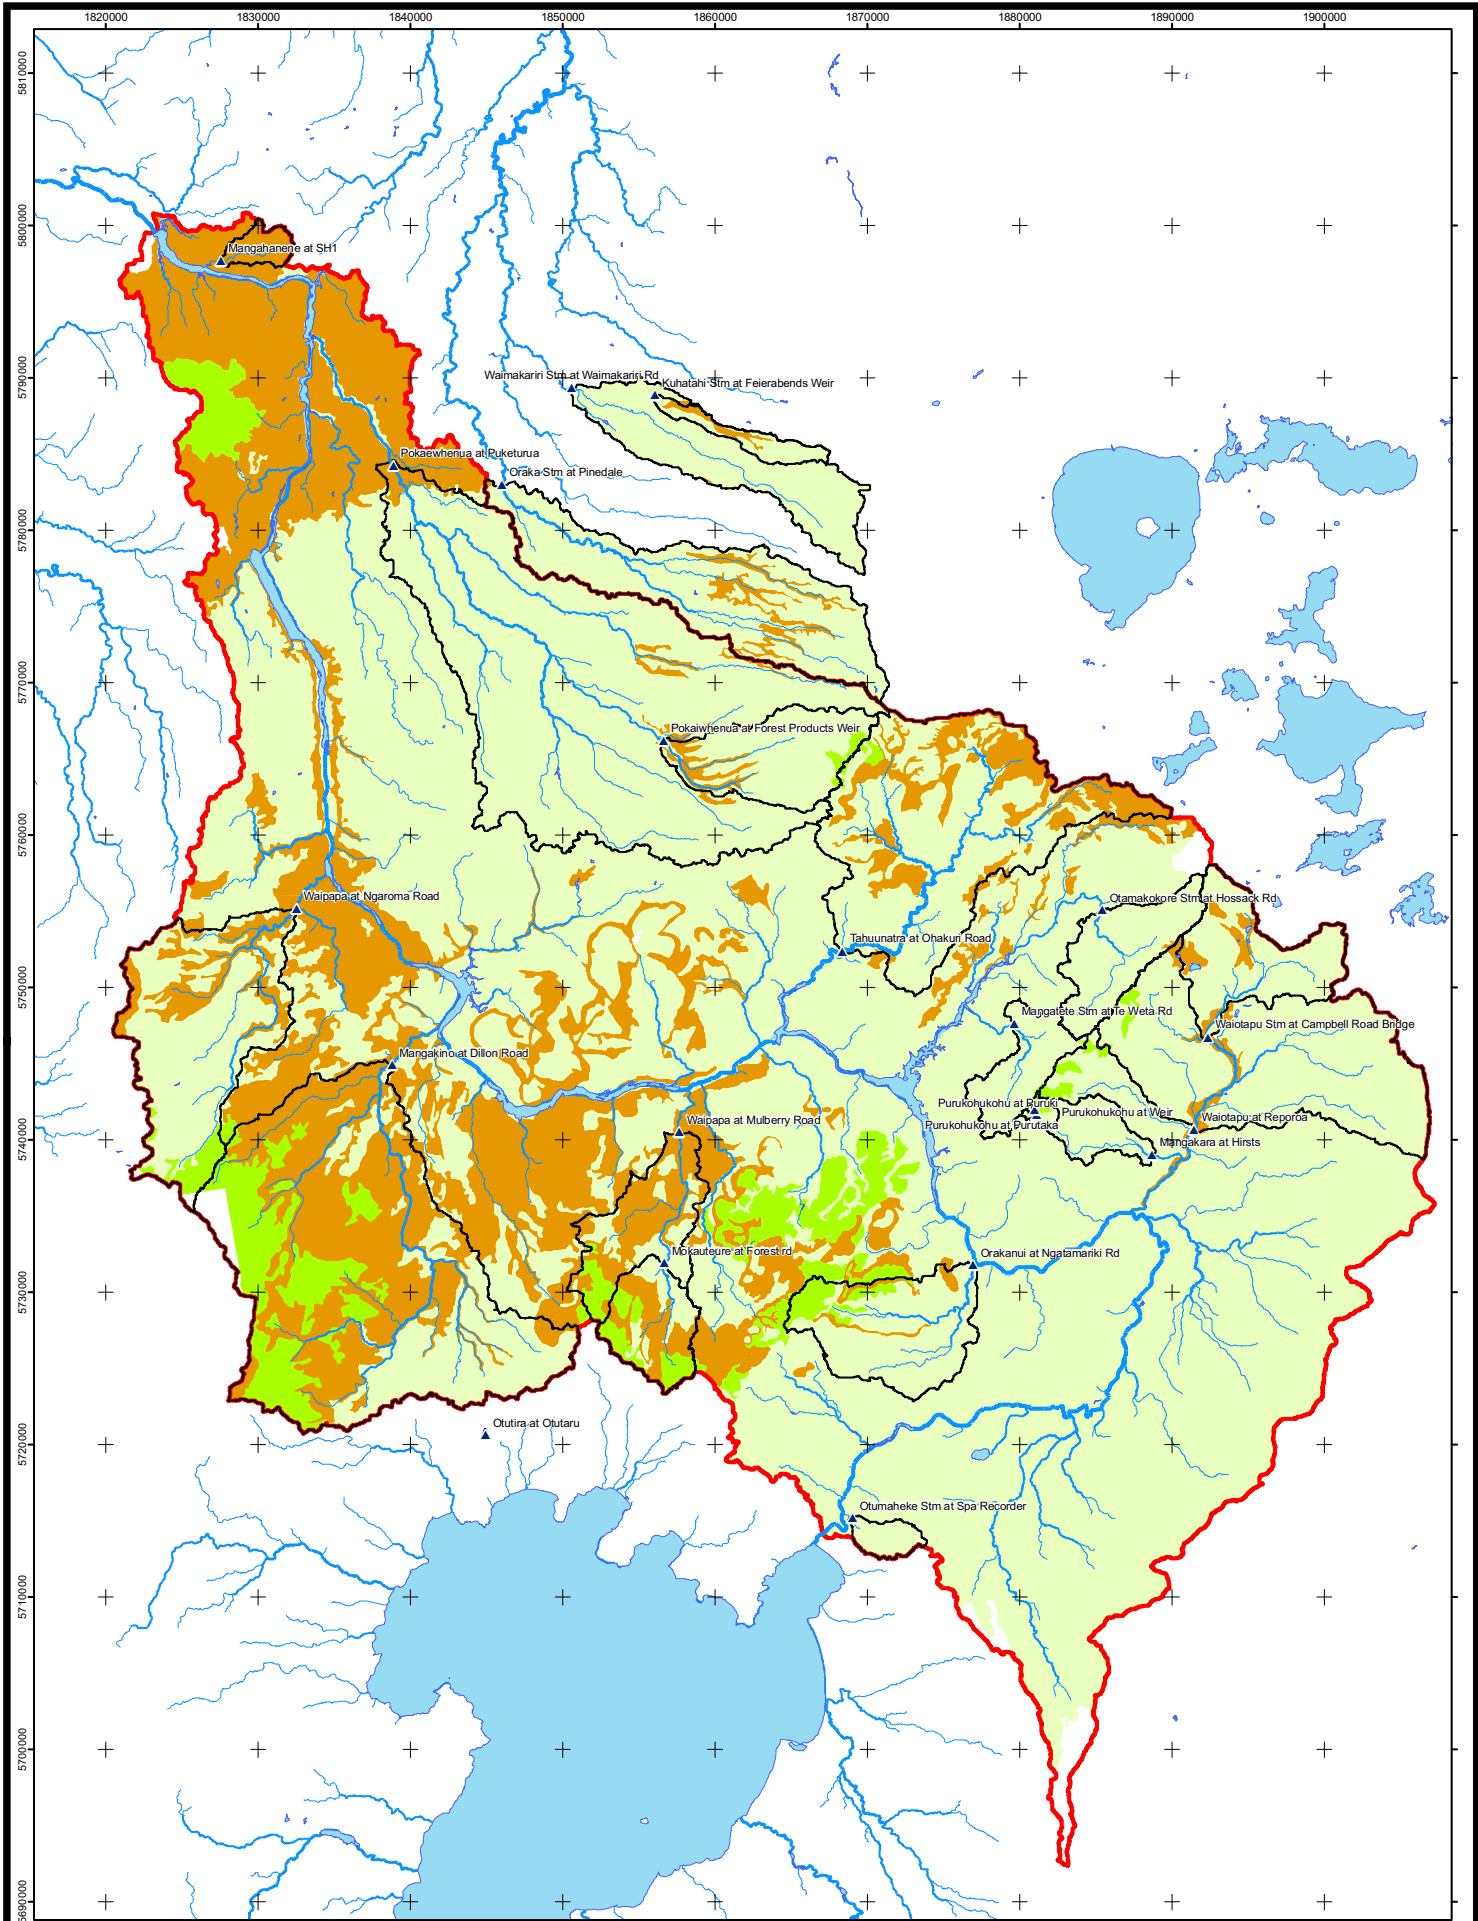 1820000 1830000 1840000 1850000 1860000 1870000 1880000 1890000 1900000
5810000
5800000
Mangahanene at SH1
5790000
Waimakariri Stm at Waimakariri Rd
Kuhatahi Stm at Feierabends Weir
Pokaewhenua at Puketurua
Oraka Stm at Pinedale
5780000
5770000
Pokaiwhenua at Forest Products Weir
5760000
Waipapa at Ngaroma Road
Otamakokore Stm at Hossack Rd
Tahuunatra at Ohakuri Road
5750000
Mangatete Stm at Te Weta Rd
Waiotapu Stm at Campbell Road Bridge
Mangakino at Dillon Road
Purukohukohu at Puruki
Purukohukohu at Weir
Waiotapu at Reporoa
Waipapa at Mulberry Road
Purukohukohu at Purutaka
5740000
Mangakara at Hirsts
Mokauteure at Forest rd
Orakanui at Ngatamariki Rd
5730000
Otutira at Otutaru
5720000
Otumaheke Stm at Spa Recorder
5710000
5700000
5690000